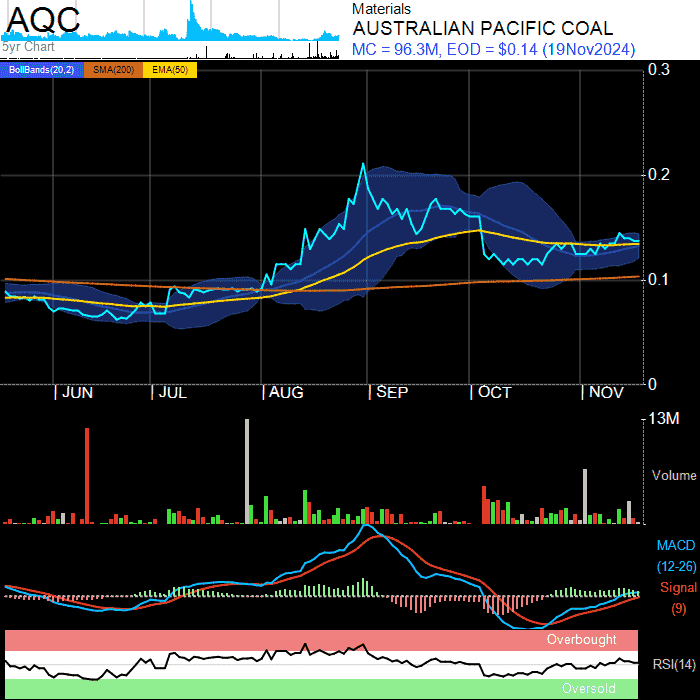 AQC
5yr Chart
Materials
AUSTRALIAN PACIFIC COAL
MC = 96.3M, EOD = $0.14 (19Nov2024)
BollBands(20,2) SMA(200) EMA(50)
0.3
0.2
0.1
0
JUN JUL AUG SEP OCT NOV
13M
Volume
MACD
(12-26)
Signal
(9)
Overbought
RSI(14)
Oversold